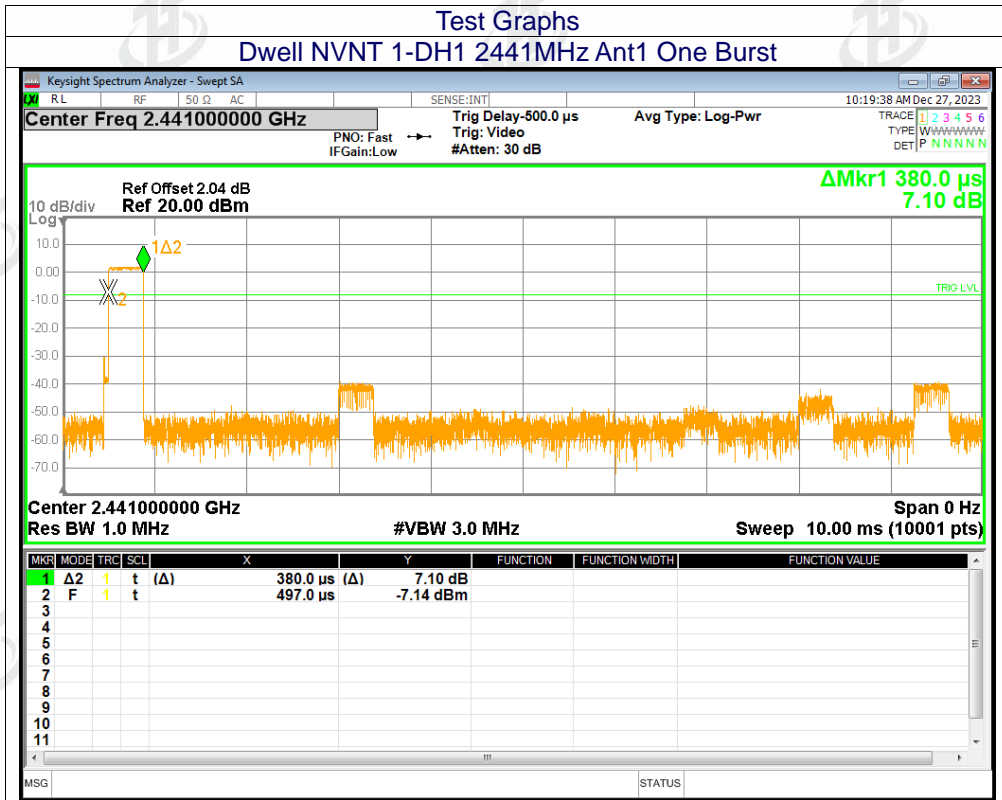 Test Graphs
Dwell NVNT 1-DH1 2441MHz Ant1 One Burst
Keysight Spectrum Analyzer - Swept SA
LXI RL RF 50 Ω AC SENSE:INT 10:19:38 AM Dec 27, 2023
Center Freq 2.441000000 GHz Trig Delay-500.0 µs Avg Type: Log-Pwr TRACE 1 2 3 4 5 6
PNO: Fast Trig: Video TYPE WWWWWWW
IFGain:Low #Atten: 30 dB DET P N N N N N
ΔMkr1 380.0 µs
7.10 dB
Ref Offset 2.04 dB
10 dB/div Ref 20.00 dBm
Log
10.0
1Δ2
0.00
TRIG LVL
2
-10.0
-20.0
-30.0
-40.0
-50.0
-60.0
-70.0
Center 2.441000000 GHz Span 0 Hz
Res BW 1.0 MHz #VBW 3.0 MHz Sweep 10.00 ms (10001 pts)
MKR MODE TRC SCL X Y FUNCTION FUNCTION WIDTH FUNCTION VALUE
1 Δ2 1 t (Δ) 380.0 µs (Δ) 7.10 dB
2 F 1 t 497.0 µs -7.14 dBm
3
4
5
6
7
8
9
10
11
MSG STATUS